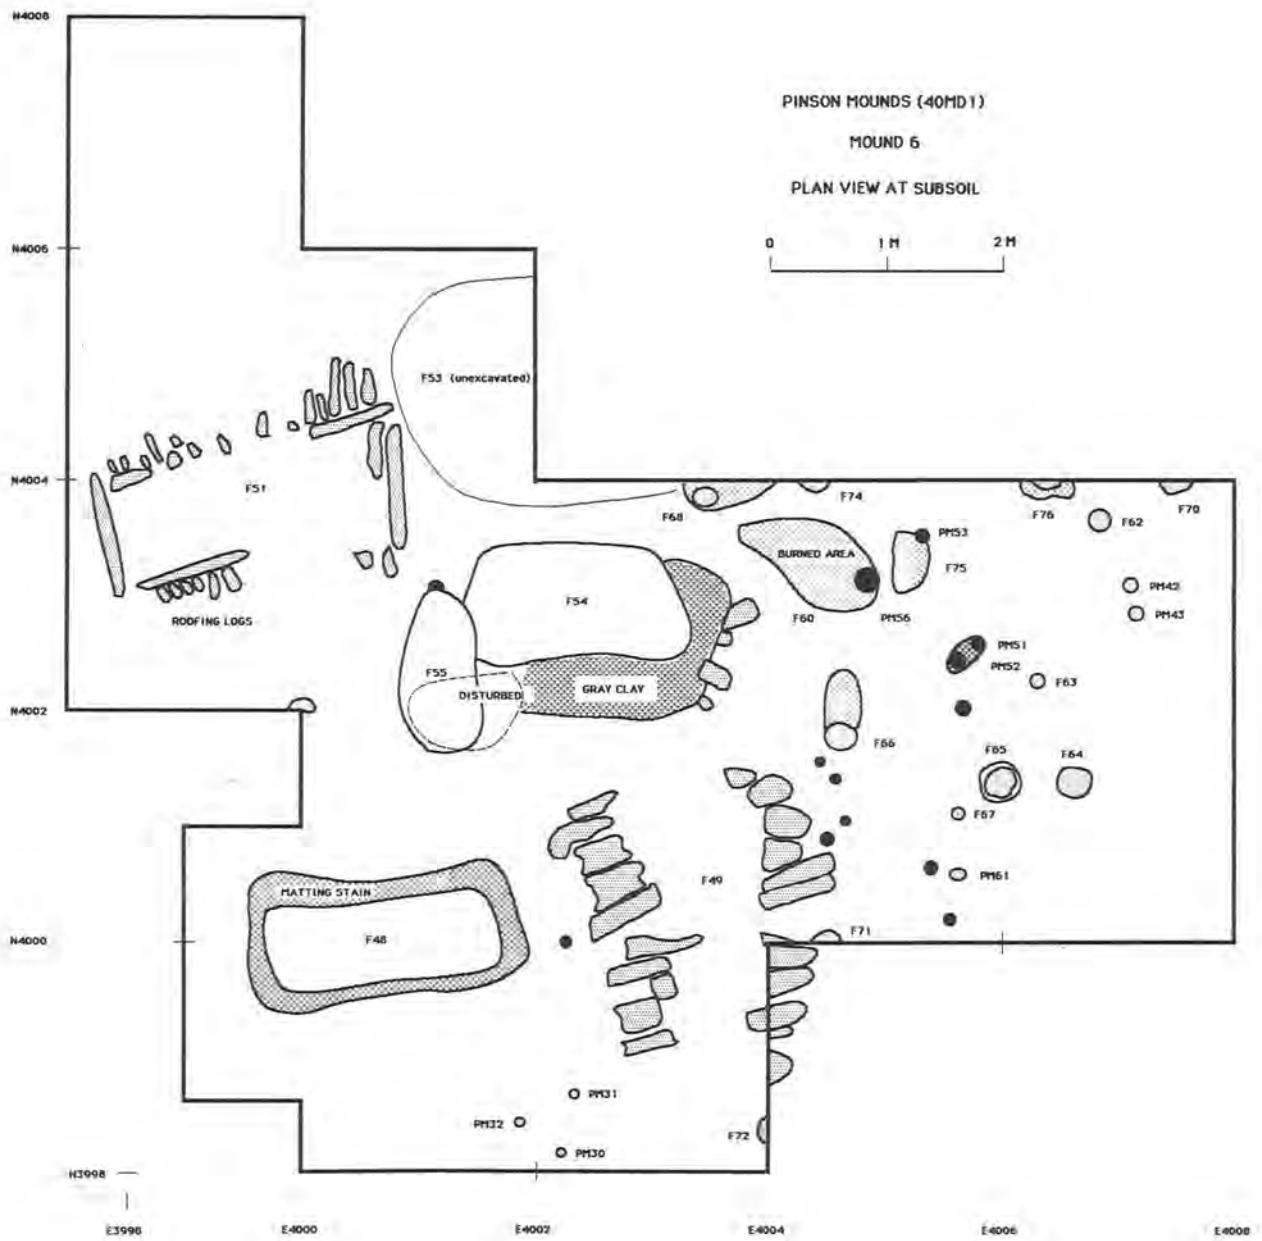 N4008
PINSON MOUNDS (40MD1)
MOUND 6
PLAN VIEW AT SUBSOIL
0 1 M 2 M
N4006
F53 (unexcavated)
N4004
F51
F68
F74
F76
F62
F70
BURNED AREA
PM53
F75
PM42
PM43
ROOFING LOGS
F54
F60
PM56
PM51
PM52
F55
DISTURBED
GRAY CLAY
F63
N4002
F66
F65
F64
F67
MATTING STAIN
F49
PM61
N4000
F48
F71
PM31
PM32
F72
PM30
N3998
E3998 E4000 E4002 E4004 E4006 E4008